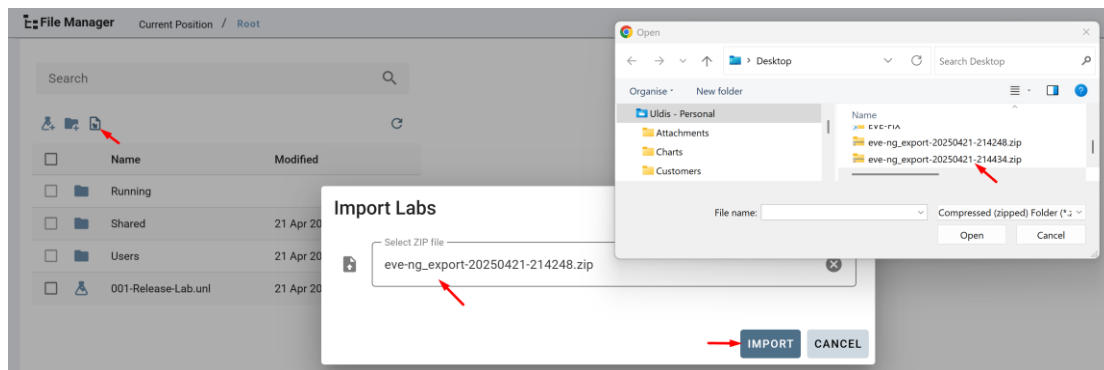 File Manager Current Position / Root
Search
Name Modified
Running
Shared 21 Apr 20
Users 21 Apr 20
001-Release-Lab.unl 21 Apr 20
Import Labs
Select ZIP file
eve-ng_export-20250421-214248.zip
IMPORT CANCEL
Open
Desktop
Search Desktop
Organise New folder
Uldis - Personal
Attachments
Charts
Customers
Name
eve-ng_export-20250421-214248.zip
eve-ng_export-20250421-214434.zip
File name:
Compressed (zipped) Folder (*.z
Open Cancel